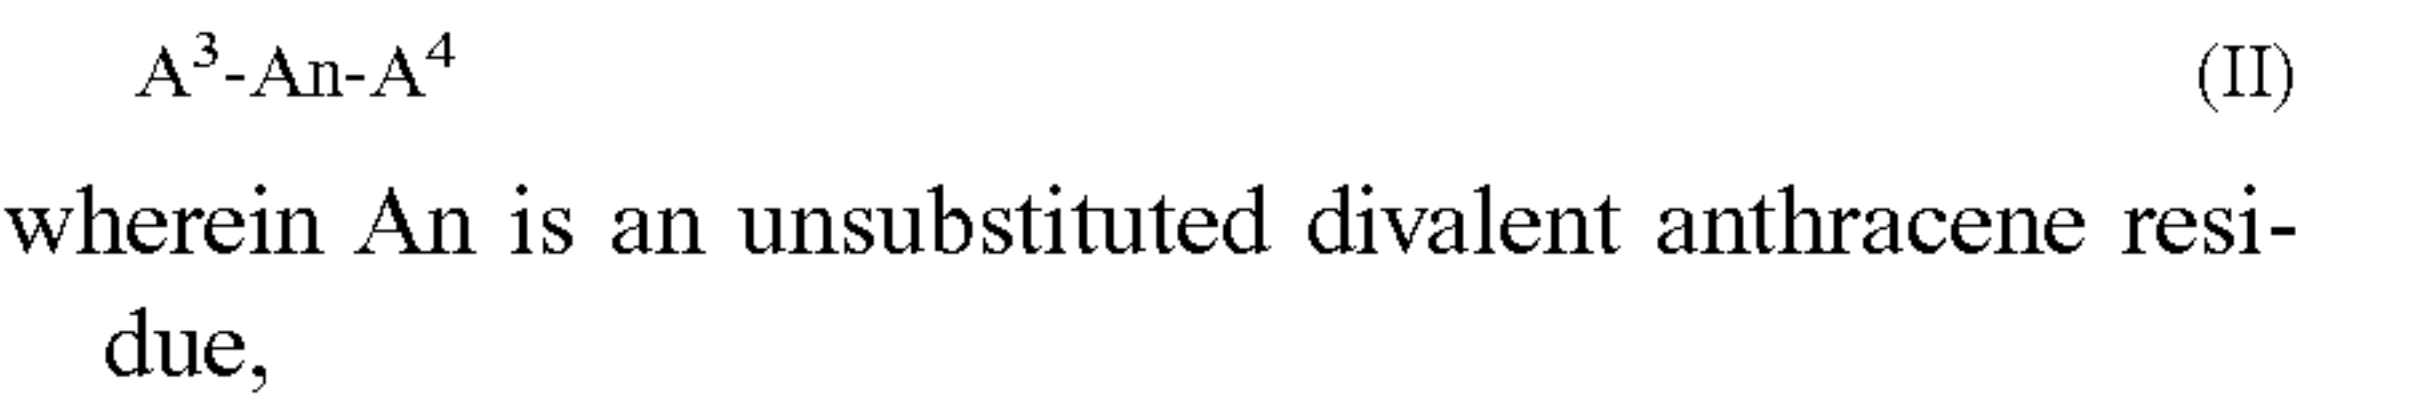 A³-An-A⁴ (II)
wherein An is an unsubstituted divalent anthracene resi-
due,